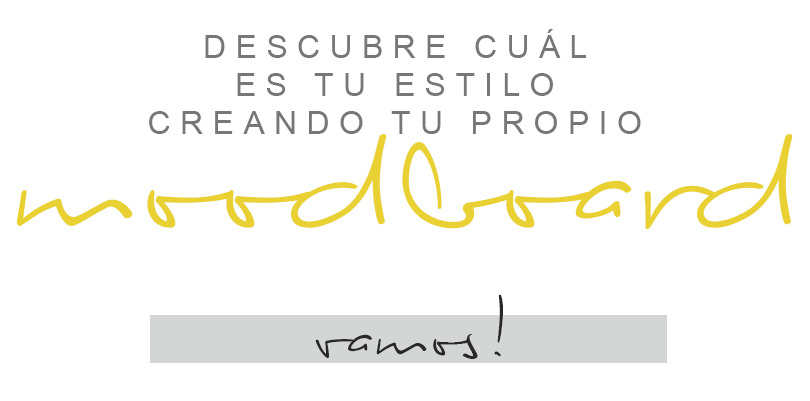 DESCUBRE CUÁL
ES TU ESTILO
CREANDO TU PROPIO
moodboard
vamos!